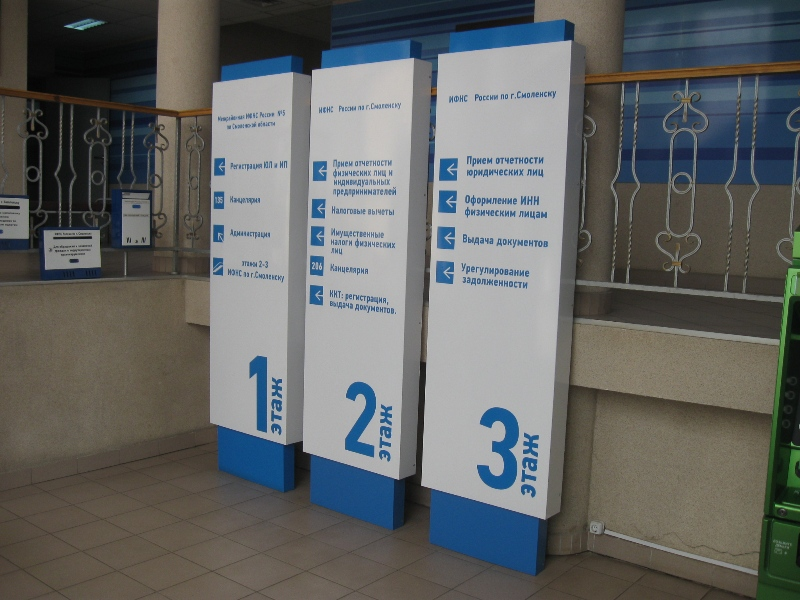 Межрайонная ИФНС России №5
по Смоленской области
Регистрация ЮЛ и ИП
105
Канцелярия
Администрация
этажи 2-3
ИФНС по г.Смоленску
1
этаж
ИФНС России по г.Смоленску
Прием отчетности
физических лиц и
индивидуальных
предпринимателей
Налоговые вычеты
Имущественные
налоги физических
лиц
206
Канцелярия
КИТ: регистрация,
выдача документов.
2
этаж
ИФНС России по г.Смоленску
Прием отчетности
юридических лиц
Оформление ИНН
физическим лицам
Выдача документов
Урегулирование
задолженности
3
этаж